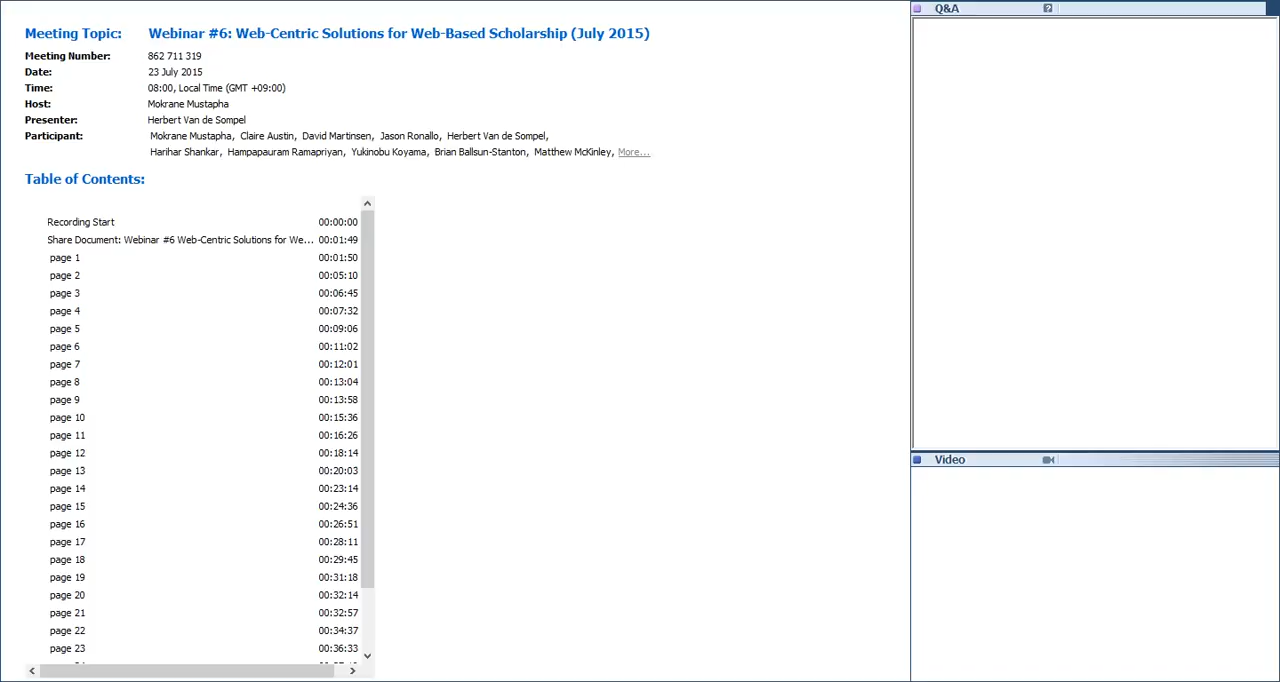 Meeting Topic: Webinar #6: Web-Centric Solutions for Web-Based Scholarship (July 2015)
Meeting Number: 862 711 319
Date: 23 July 2015
Time: 08:00, Local Time (GMT +09:00)
Host: Mokrane Mustapha
Presenter: Herbert Van de Sompel
Participant: Mokrane Mustapha, Claire Austin, David Martinsen, Jason Ronallo, Herbert Van de Sompel,
Harihar Shankar, Hampapauram Ramapriyan, Yukinobu Koyama, Brian Ballsun-Stanton, Matthew McKinley, More...
Table of Contents:
Recording Start 00:00:00
Share Document: Webinar #6 Web-Centric Solutions for We... 00:01:49
page 1 00:01:50
page 2 00:05:10
page 3 00:06:45
page 4 00:07:32
page 5 00:09:06
page 6 00:11:02
page 7 00:12:01
page 8 00:13:04
page 9 00:13:58
page 10 00:15:36
page 11 00:16:26
page 12 00:18:14
page 13 00:20:03
page 14 00:23:14
page 15 00:24:36
page 16 00:26:51
page 17 00:28:11
page 18 00:29:45
page 19 00:31:18
page 20 00:32:14
page 21 00:32:57
page 22 00:34:37
page 23 00:36:33
Q&A
Video